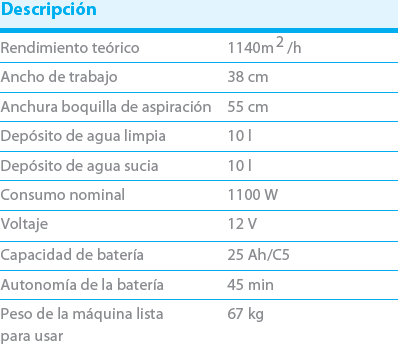 Descripción
Rendimiento teórico 1140m² /h
Ancho de trabajo 38 cm
Anchura boquilla de aspiración 55 cm
Depósito de agua limpia 10 l
Depósito de agua sucia 10 l
Consumo nominal 1100 W
Voltaje 12 V
Capacidad de batería 25 Ah/C5
Autonomía de la batería 45 min
Peso de la máquina lista 67 kg
para usar